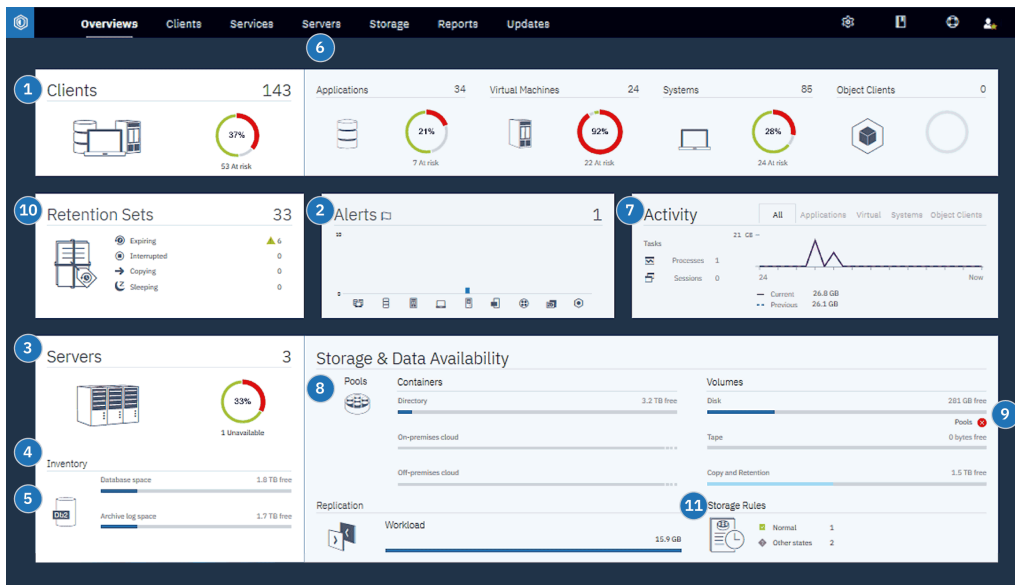 Overviews Clients Services Servers Storage Reports Updates
6
1 Clients 143
37%
53 At risk
Applications 34
21%
7 At risk
Virtual Machines 24
92%
22 At risk
Systems 85
28%
24 At risk
Object Clients 0
10 Retention Sets 33
Expiring 6
Interrupted 0
Copying 0
Sleeping 0
2 Alerts 1
10
0
7 Activity
All Applications Virtual Systems Object Clients
Tasks
Processes 1
Sessions 0
21 GB
24 Now
Current 26.8 GB
Previous 26.1 GB
3 Servers 3
33%
1 Unavailable
4
Inventory
Database space 1.8 TB free
5
Db2
Archive log space 1.7 TB free
Storage & Data Availability
8
Pools
Containers
Directory 3.2 TB free
On-premises cloud
Off-premises cloud
Volumes
Disk 281 GB free
Pools
9
Tape 0 bytes free
Copy and Retention 1.5 TB free
Replication
Workload
15.9 GB
11 Storage Rules
Normal 1
Other states 2